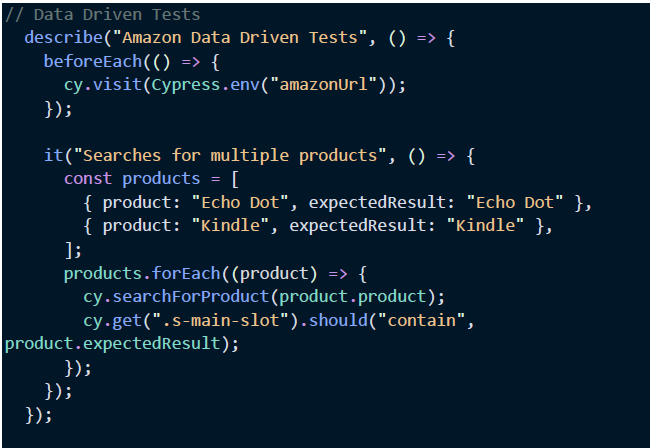 // Data Driven Tests
  describe("Amazon Data Driven Tests", () => {
    beforeEach(() => {
      cy.visit(Cypress.env("amazonUrl"));
    });

    it("Searches for multiple products", () => {
      const products = [
        { product: "Echo Dot", expectedResult: "Echo Dot" },
        { product: "Kindle", expectedResult: "Kindle" },
      ];
      products.forEach((product) => {
        cy.searchForProduct(product.product);
        cy.get(".s-main-slot").should("contain",
product.expectedResult);
      });
    });
  });